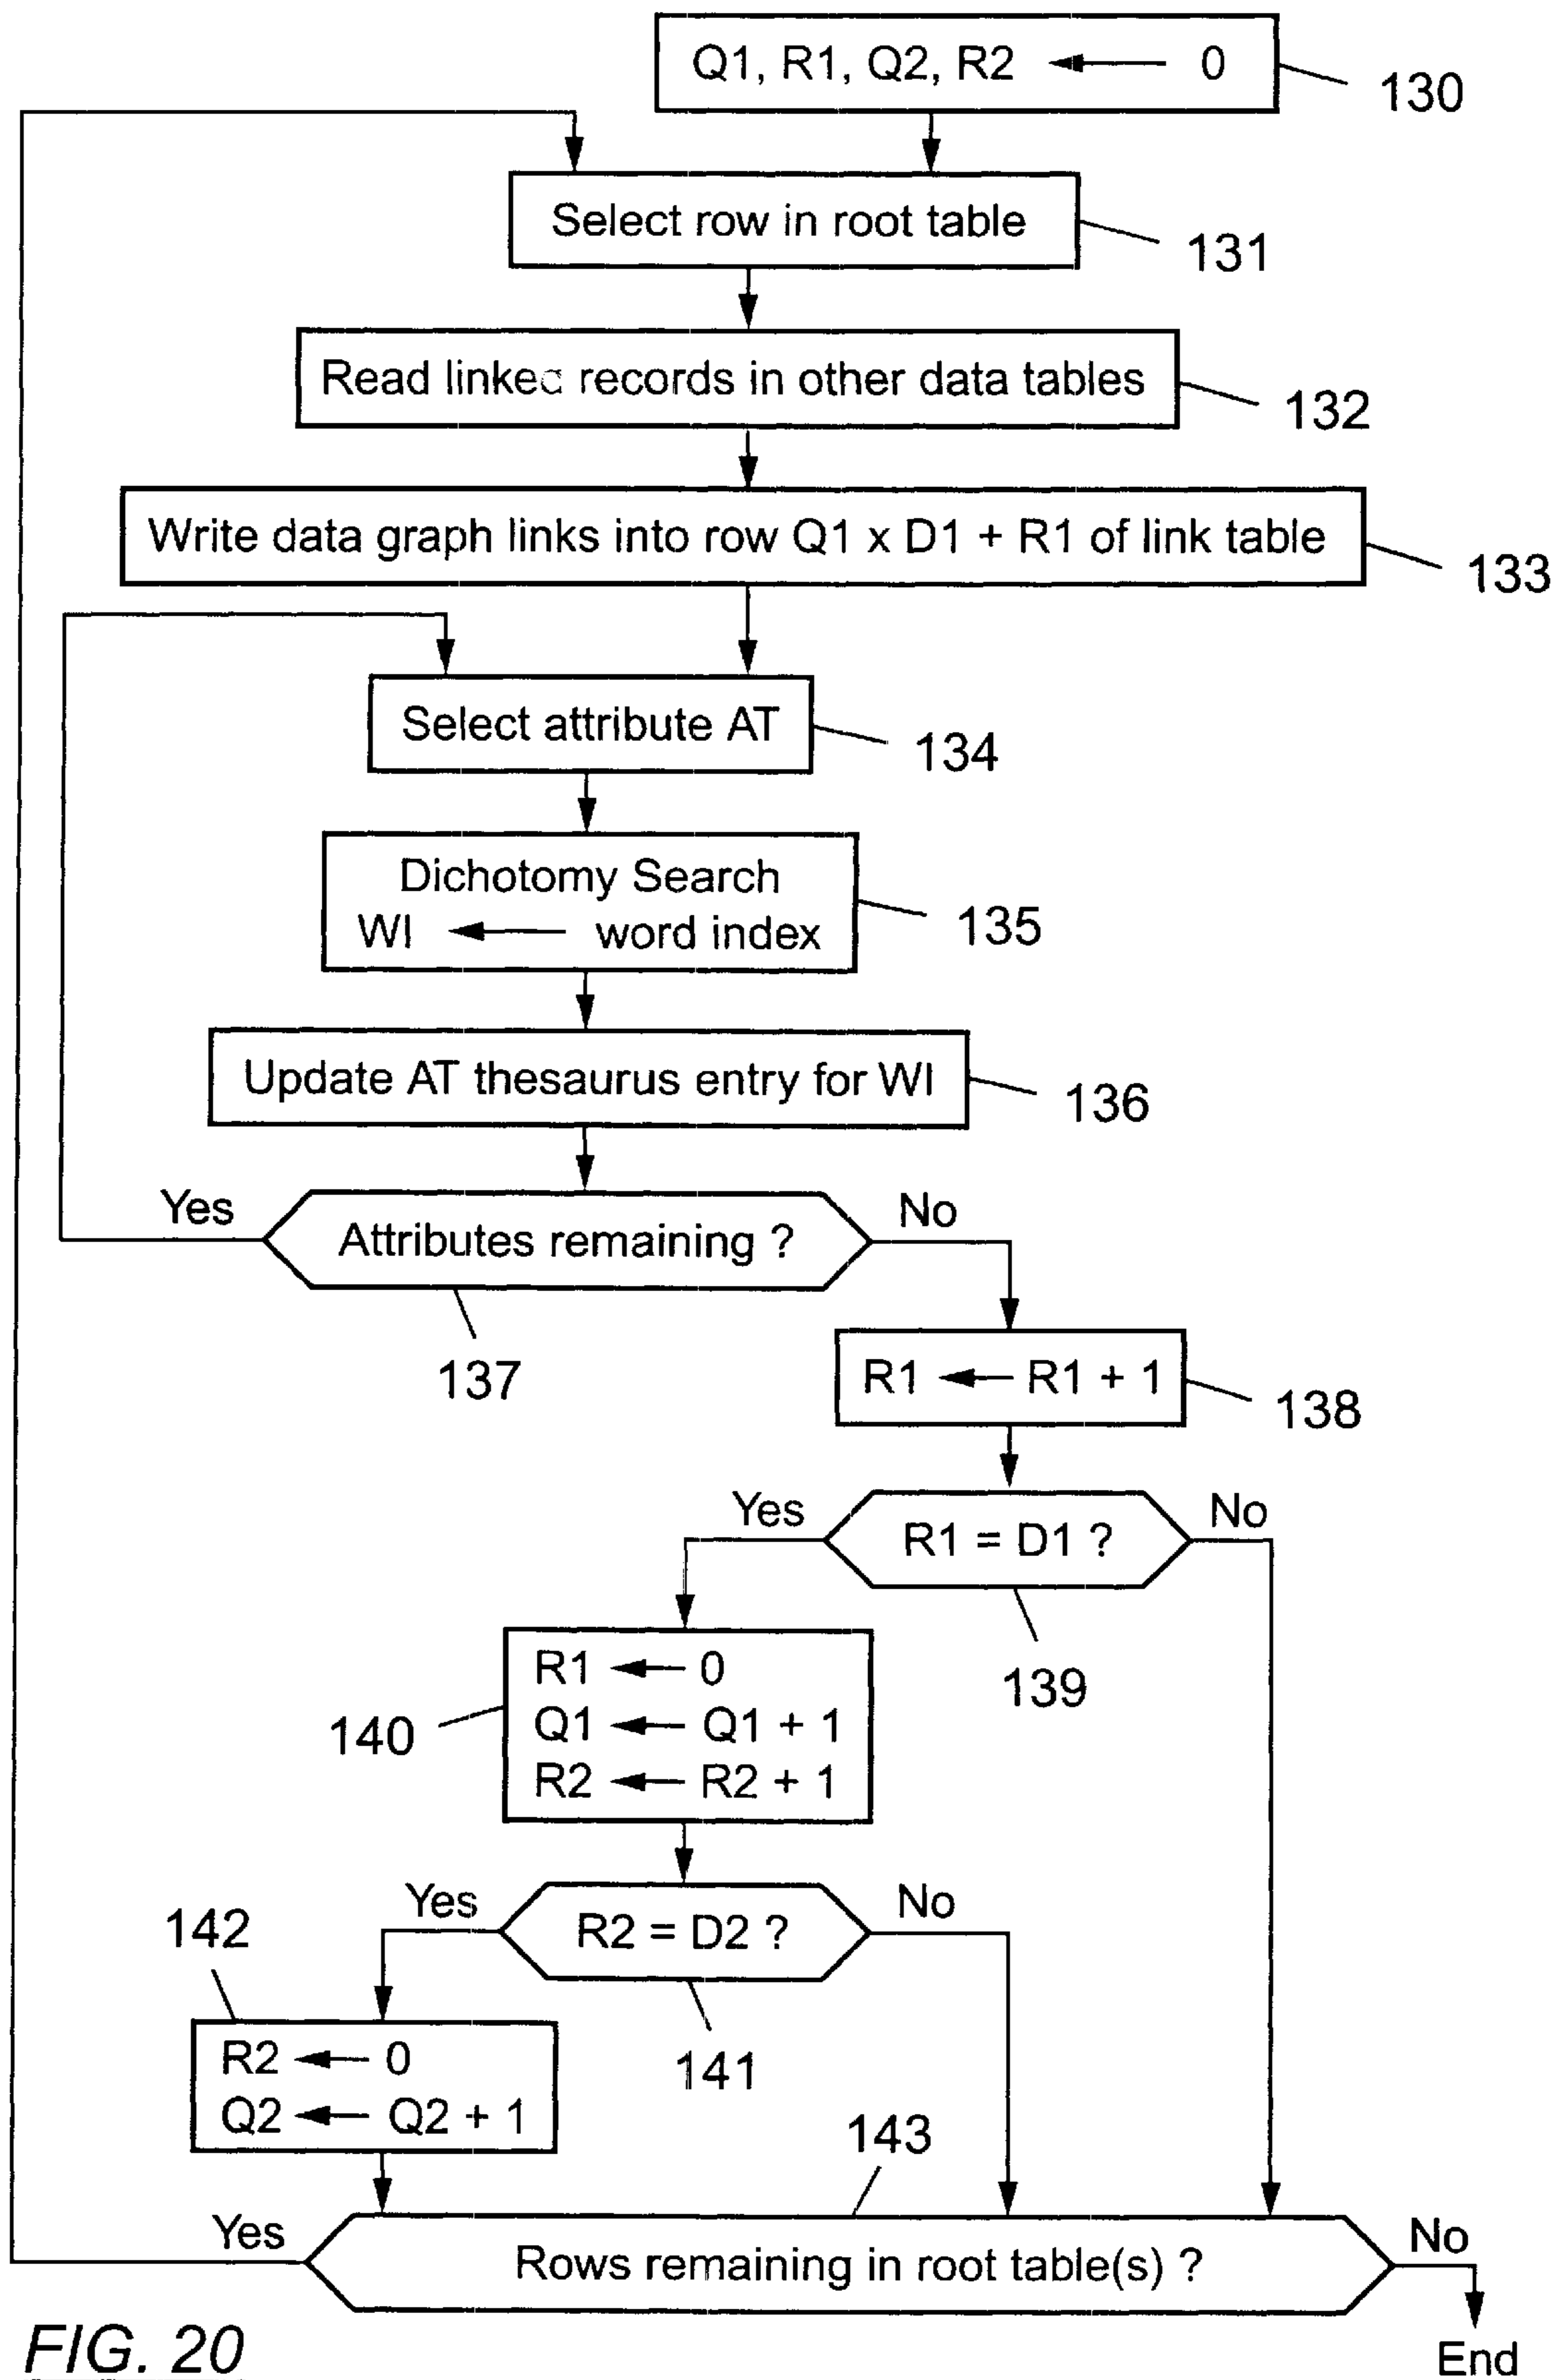 Q1, R1, Q2, R2 ← 0
130
Select row in root table
131
Read linked records in other data tables
132
Write data graph links into row Q1 x D1 + R1 of link table
133
Select attribute AT
134
Dichotomy Search
WI ← word index
135
Update AT thesaurus entry for WI
136
Yes
Attributes remaining ?
No
137
R1 ← R1 + 1
138
Yes
R1 = D1 ?
No
139
R1 ← 0
Q1 ← Q1 + 1
R2 ← R2 + 1
140
Yes
R2 = D2 ?
No
141
142
R2 ← 0
Q2 ← Q2 + 1
143
Yes
Rows remaining in root table(s) ?
No
End
FIG. 20